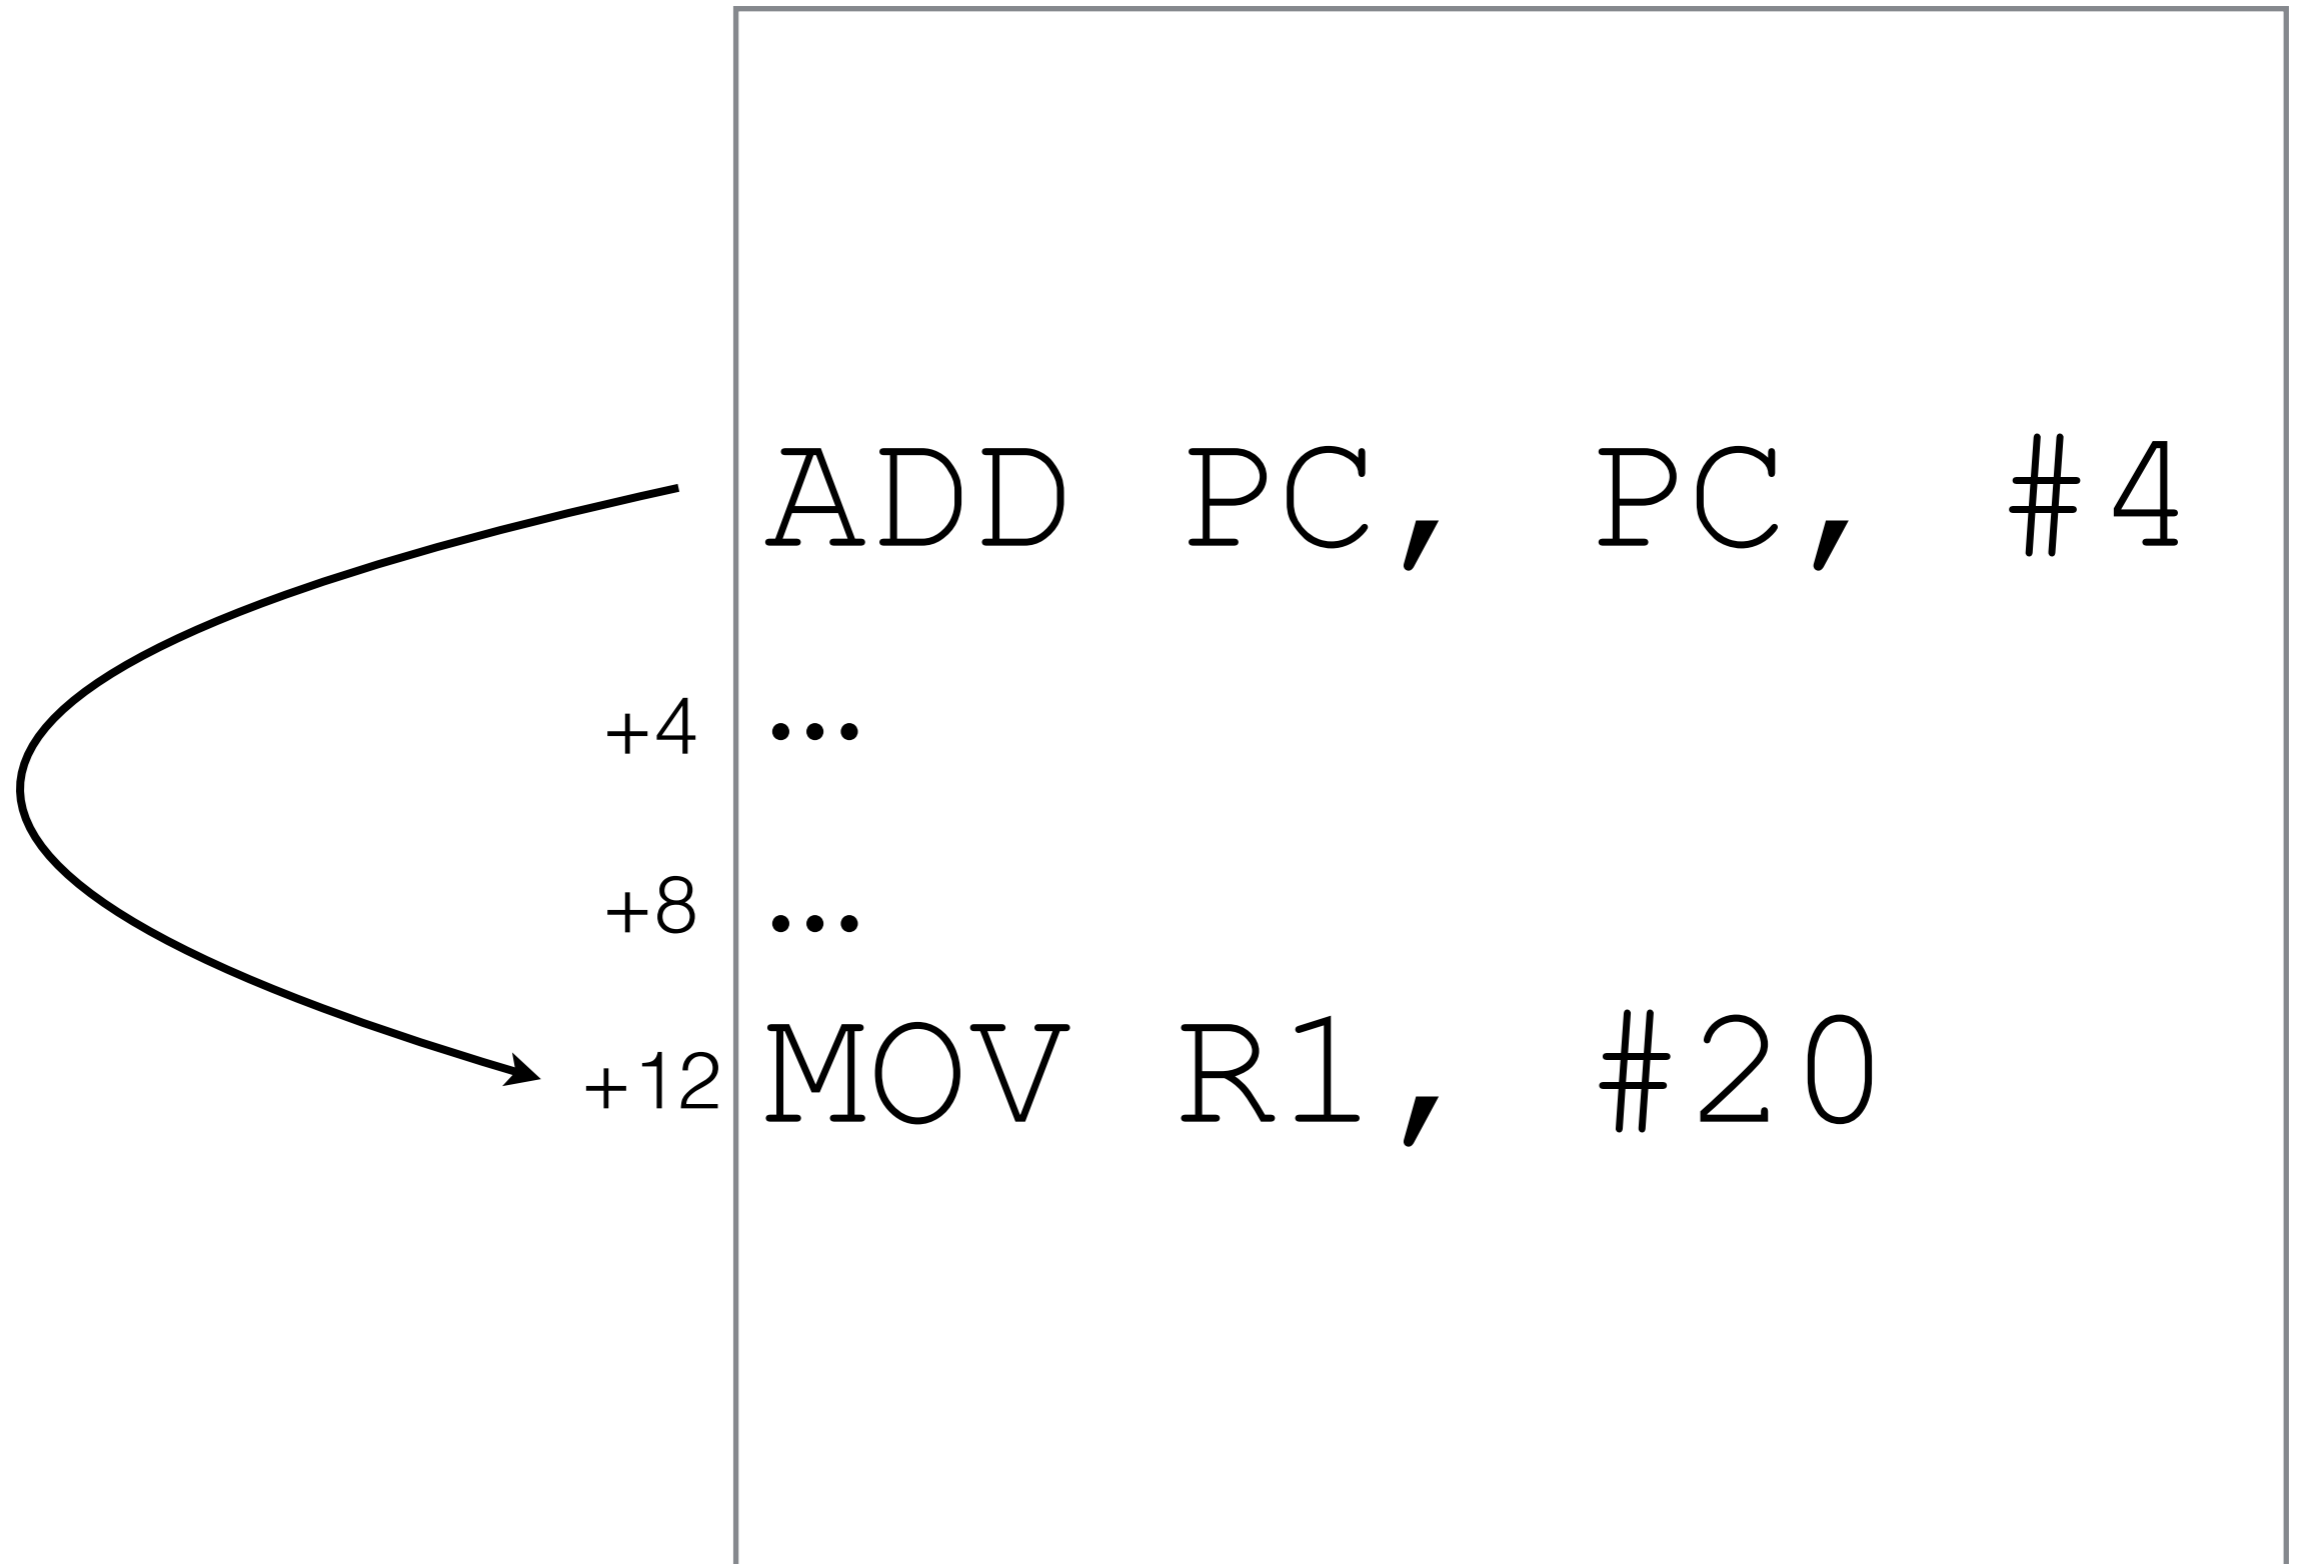 ADD PC, PC, #4
+4 ...
+8 ...
+12 MOV R1, #20